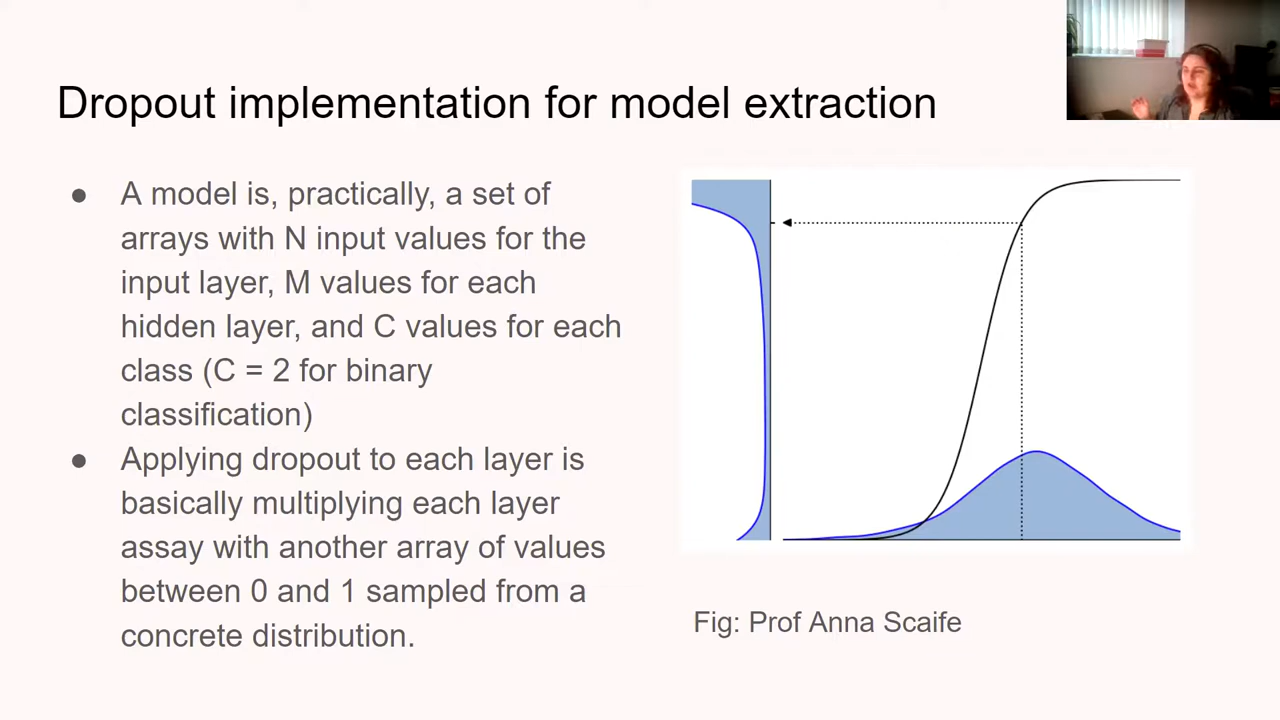 Dropout implementation for model extraction
● A model is, practically, a set of
arrays with N input values for the
input layer, M values for each
hidden layer, and C values for each
class (C = 2 for binary
classification)
● Applying dropout to each layer is
basically multiplying each layer
assay with another array of values
between 0 and 1 sampled from a
concrete distribution.
Fig: Prof Anna Scaife